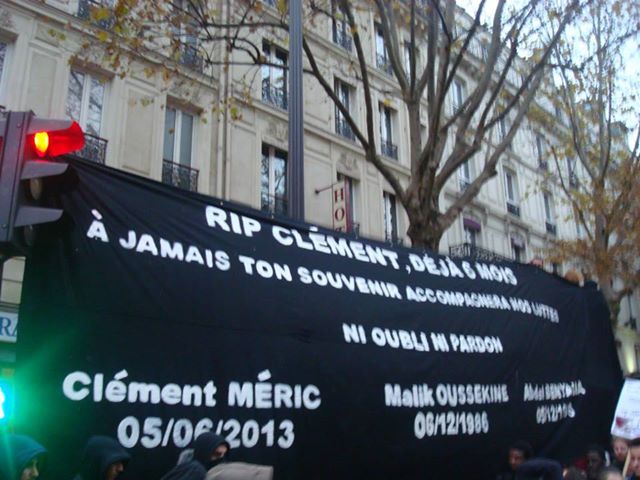 RIP CLÉMENT, DÉJÀ 6 MOIS
À JAMAIS TON SOUVENIR ACCOMPAGNERA NOS LUTTES
NI OUBLI NI PARDON
Clément MÉRIC
05/06/2013
Malik OUSSEKINE
06/12/1986
Abdel
HOT